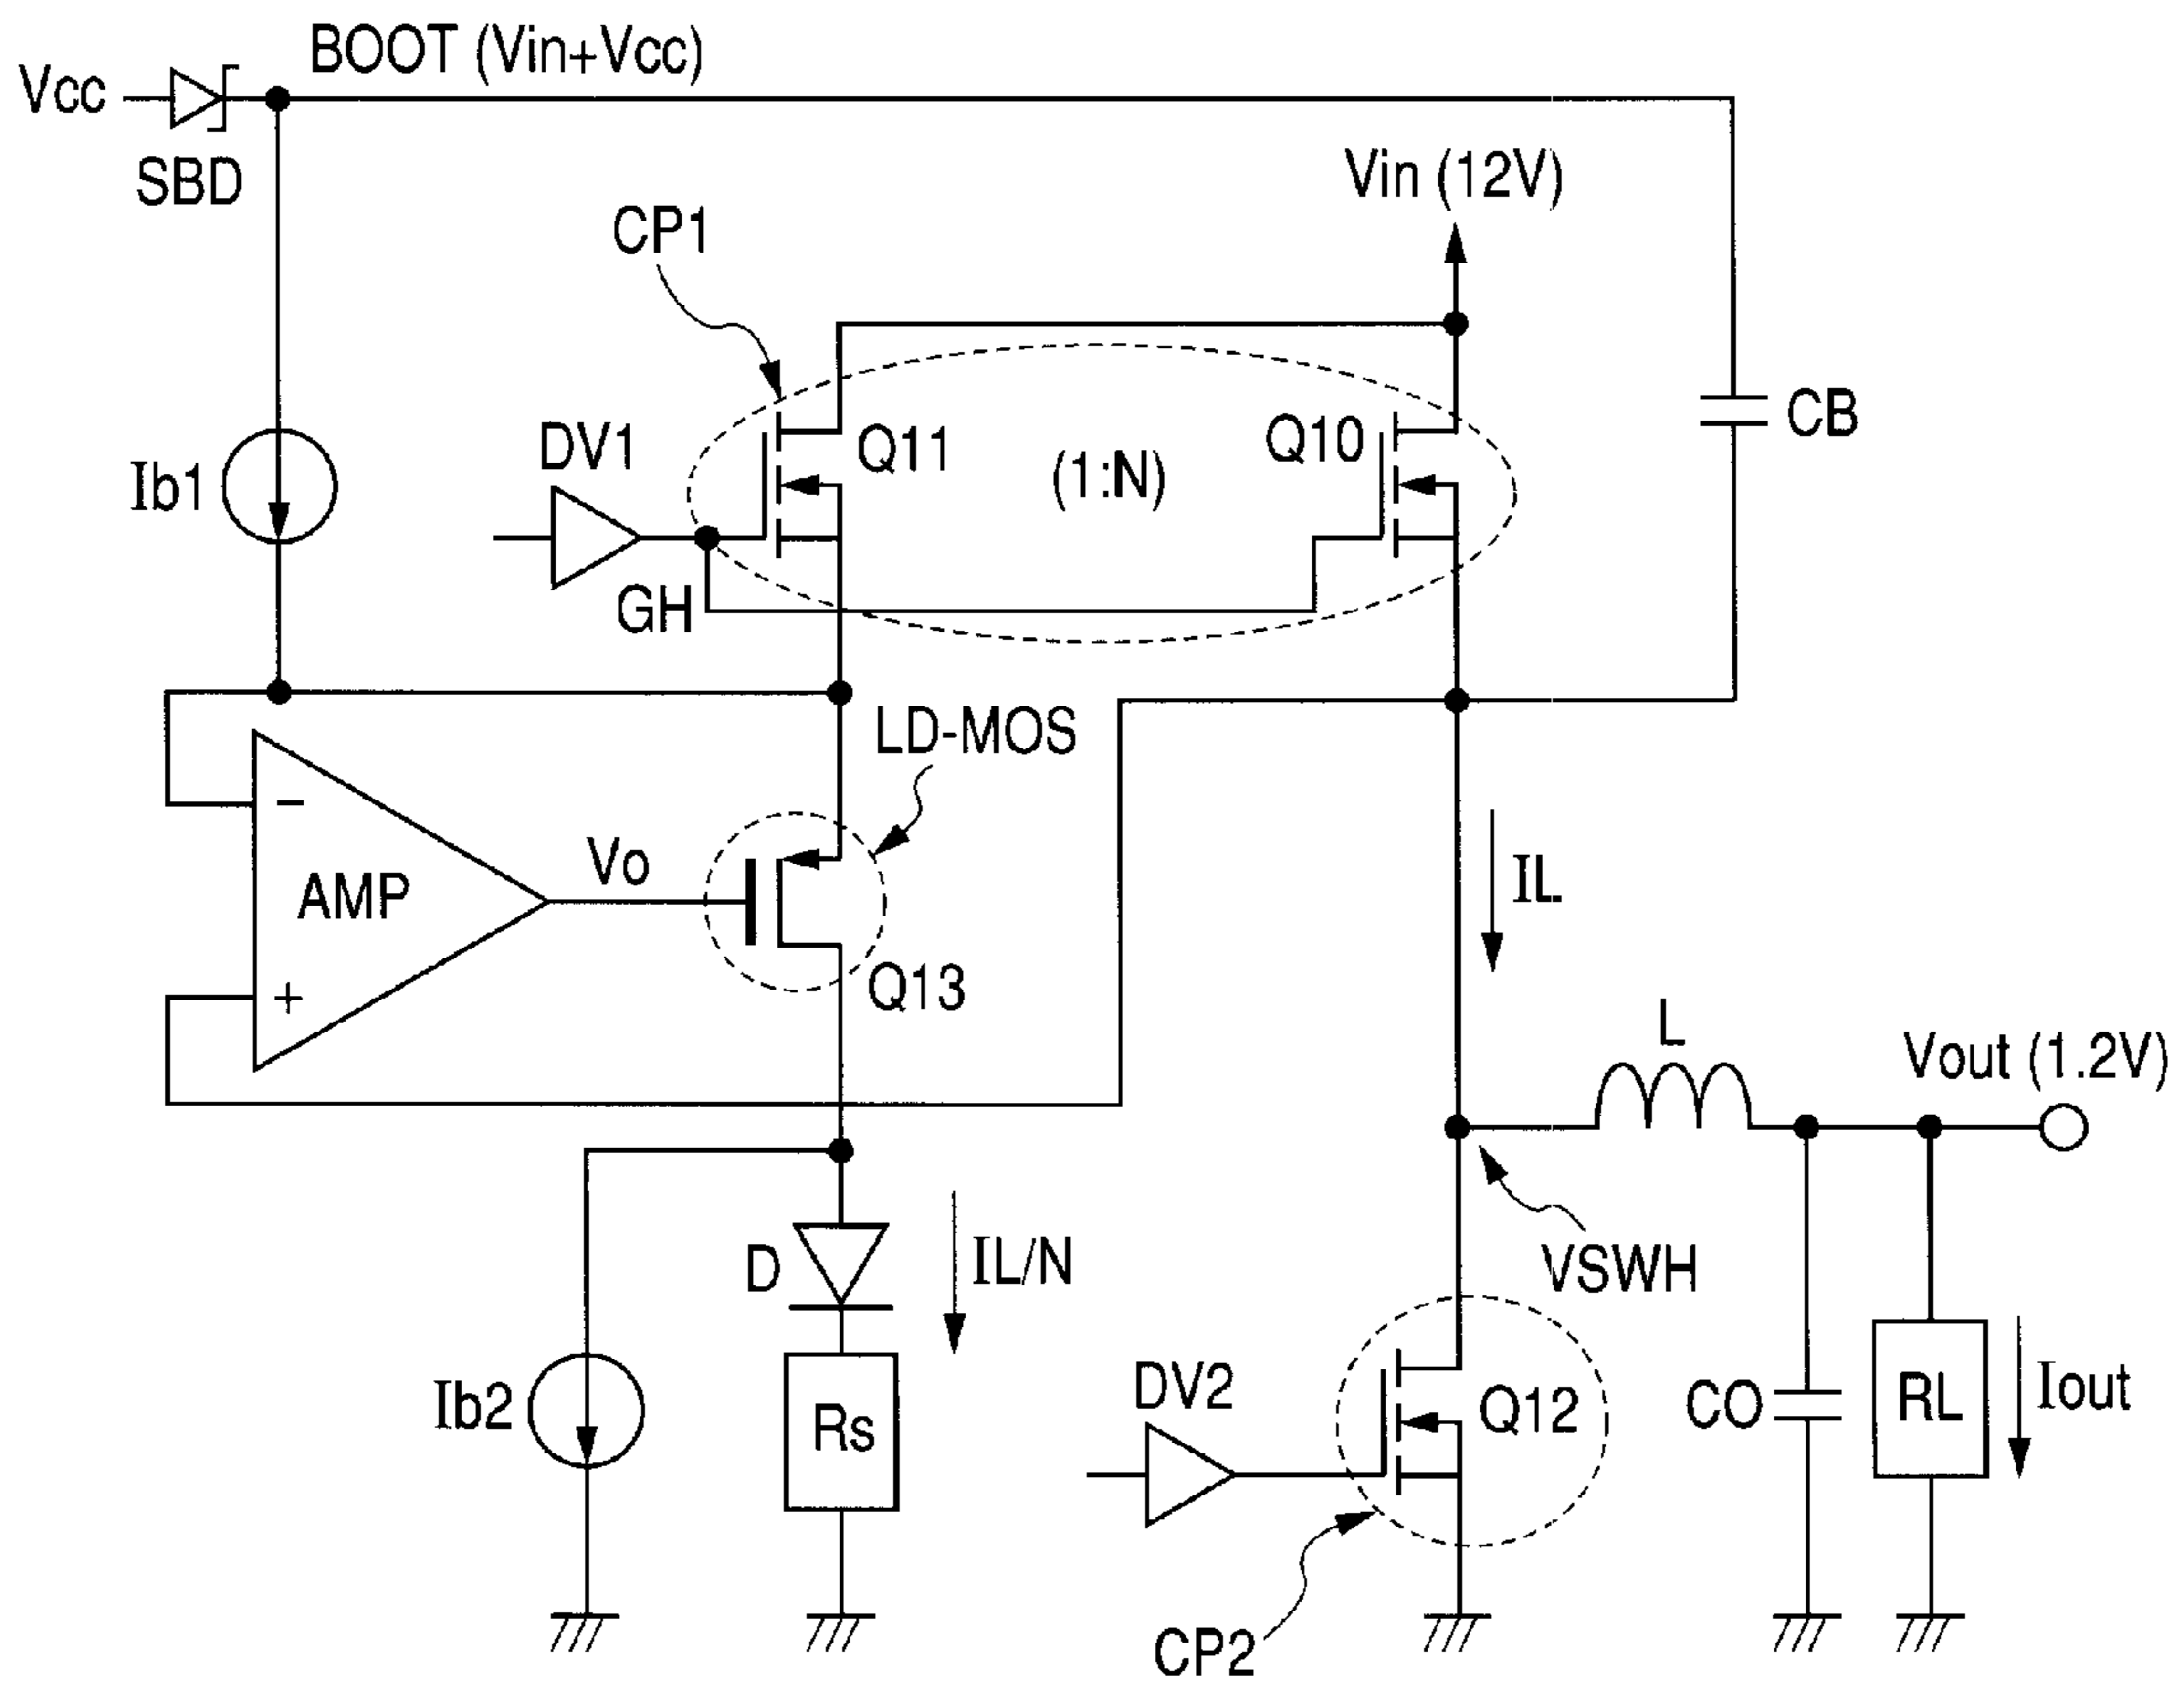 BOOT (Vin+Vcc)
Vcc
SBD
Vin (12V)
CP1
CB
DV1
Q11
(1:N)
Q10
Ib1
GH
LD-MOS
−
AMP
Vo
IL
+
Q13
L
Vout (1.2V)
D
IL/N
VSWH
Ib2
Rs
DV2
Q12
CO
RL
Iout
CP2